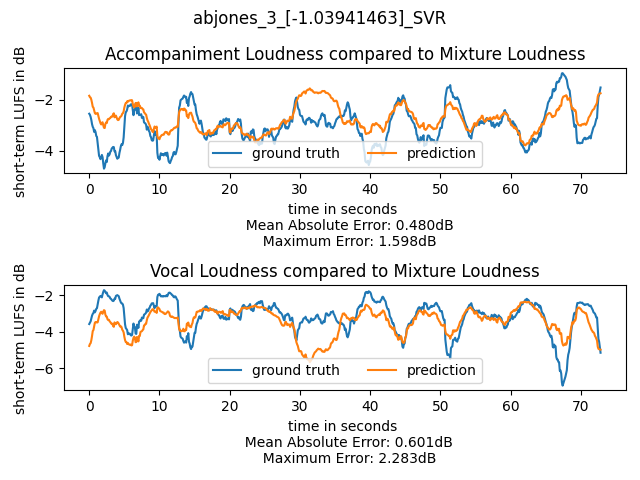 abjones_3_[-1.03941463]_SVR
Accompaniment Loudness compared to Mixture Loudness
short-term LUFS in dB
−2
−4
ground truth
prediction
0 10 20 30 40 50 60 70
time in seconds
Mean Absolute Error: 0.480dB
Maximum Error: 1.598dB
Vocal Loudness compared to Mixture Loudness
short-term LUFS in dB
−2
−4
−6
ground truth
prediction
0 10 20 30 40 50 60 70
time in seconds
Mean Absolute Error: 0.601dB
Maximum Error: 2.283dB